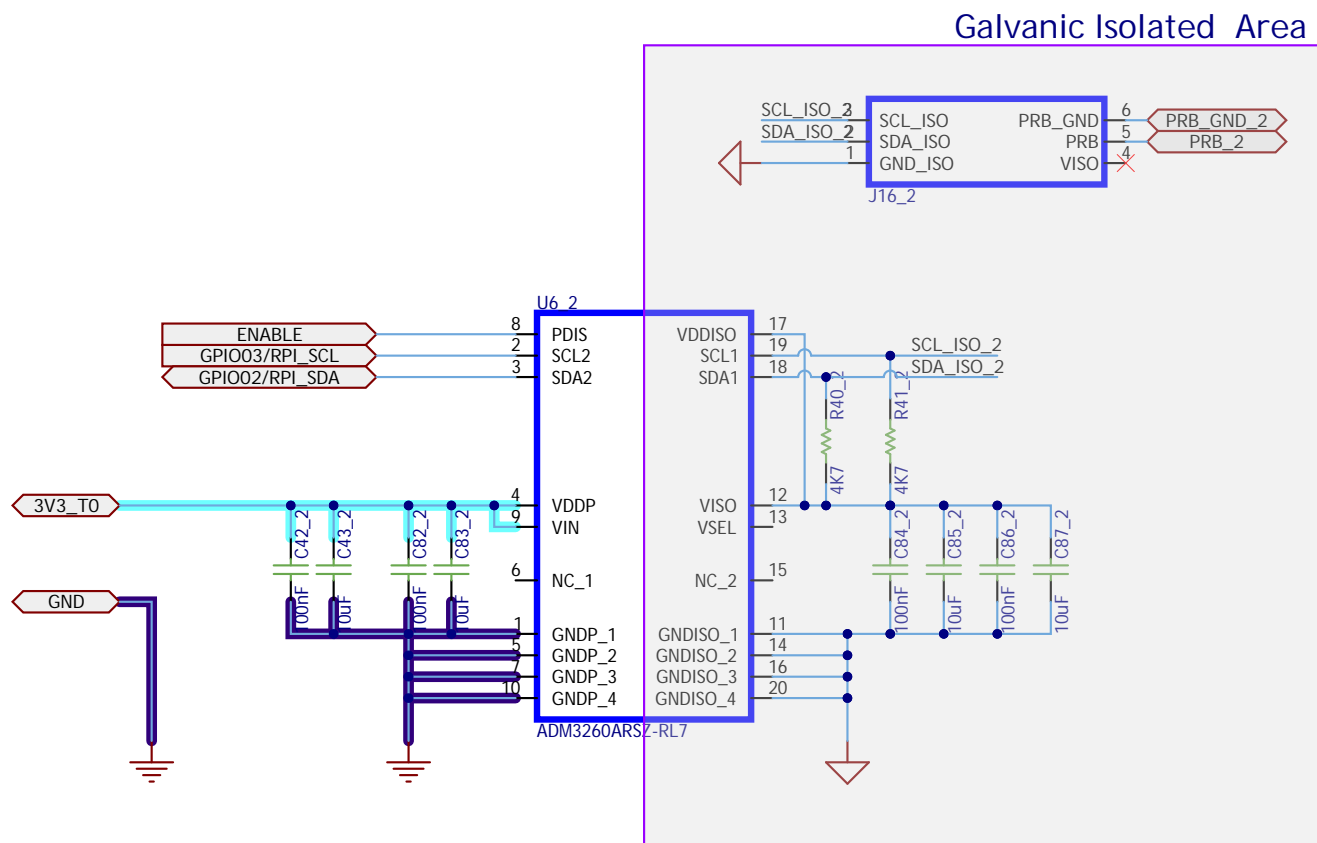 Galvanic Isolated Area
SCL_ISO_2 3 SCL_ISO PRB_GND 6 PRB_GND_2
SDA_ISO_2 2 SDA_ISO PRB 5 PRB_2
1 GND_ISO VISO 4
J16_2
U6_2
ENABLE 8 PDIS VDDISO 17
GPIO03/RPI_SCL 2 SCL2 SCL1 19 SCL_ISO_2
GPIO02/RPI_SDA 3 SDA2 SDA1 18 SDA_ISO_2
R40_2 R41_2
4K7 4K7
3V3_T0 4 VDDP VISO 12
9 VIN VSEL 13
C42_2 C43_2 C82_2 C83_2 C84_2 C85_2 C86_2 C87_2
6 NC_1 NC_2 15
100nF 10uF 100nF 10uF 100nF 10uF 100nF 10uF
GND
1 GNDP_1 GNDISO_1 11
5 GNDP_2 GNDISO_2 14
7 GNDP_3 GNDISO_3 16
10 GNDP_4 GNDISO_4 20
ADM3260ARSZ-RL7